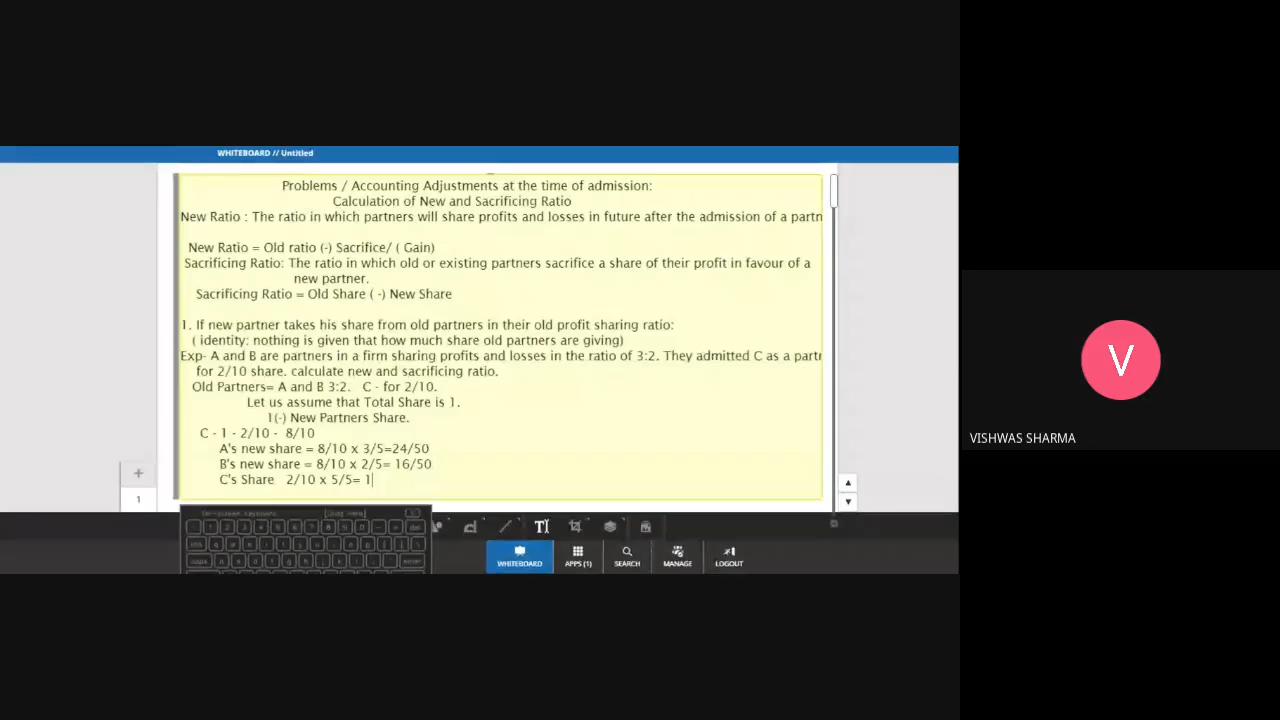 WHITEBOARD // Untitled
Problems / Accounting Adjustments at the time of admission:
Calculation of New and Sacrificing Ratio
New Ratio : The ratio in which partners will share profits and losses in future after the admission of a partn
New Ratio = Old ratio (-) Sacrifice/ ( Gain)
Sacrificing Ratio: The ratio in which old or existing partners sacrifice a share of their profit in favour of a
new partner.
Sacrificing Ratio = Old Share ( -) New Share
1. If new partner takes his share from old partners in their old profit sharing ratio:
( identity: nothing is given that how much share old partners are giving)
Exp- A and B are partners in a firm sharing profits and losses in the ratio of 3:2. They admitted C as a partr
for 2/10 share. calculate new and sacrificing ratio.
Old Partners= A and B 3:2. C - for 2/10.
Let us assume that Total Share is 1.
1(-) New Partners Share.
C - 1 - 2/10 - 8/10
A's new share = 8/10 x 3/5=24/50
B's new share = 8/10 x 2/5= 16/50
C's Share 2/10 x 5/5= 1
1
WHITEBOARD
APPS (1)
SEARCH
MANAGE
LOGOUT
V
VISHWAS SHARMA